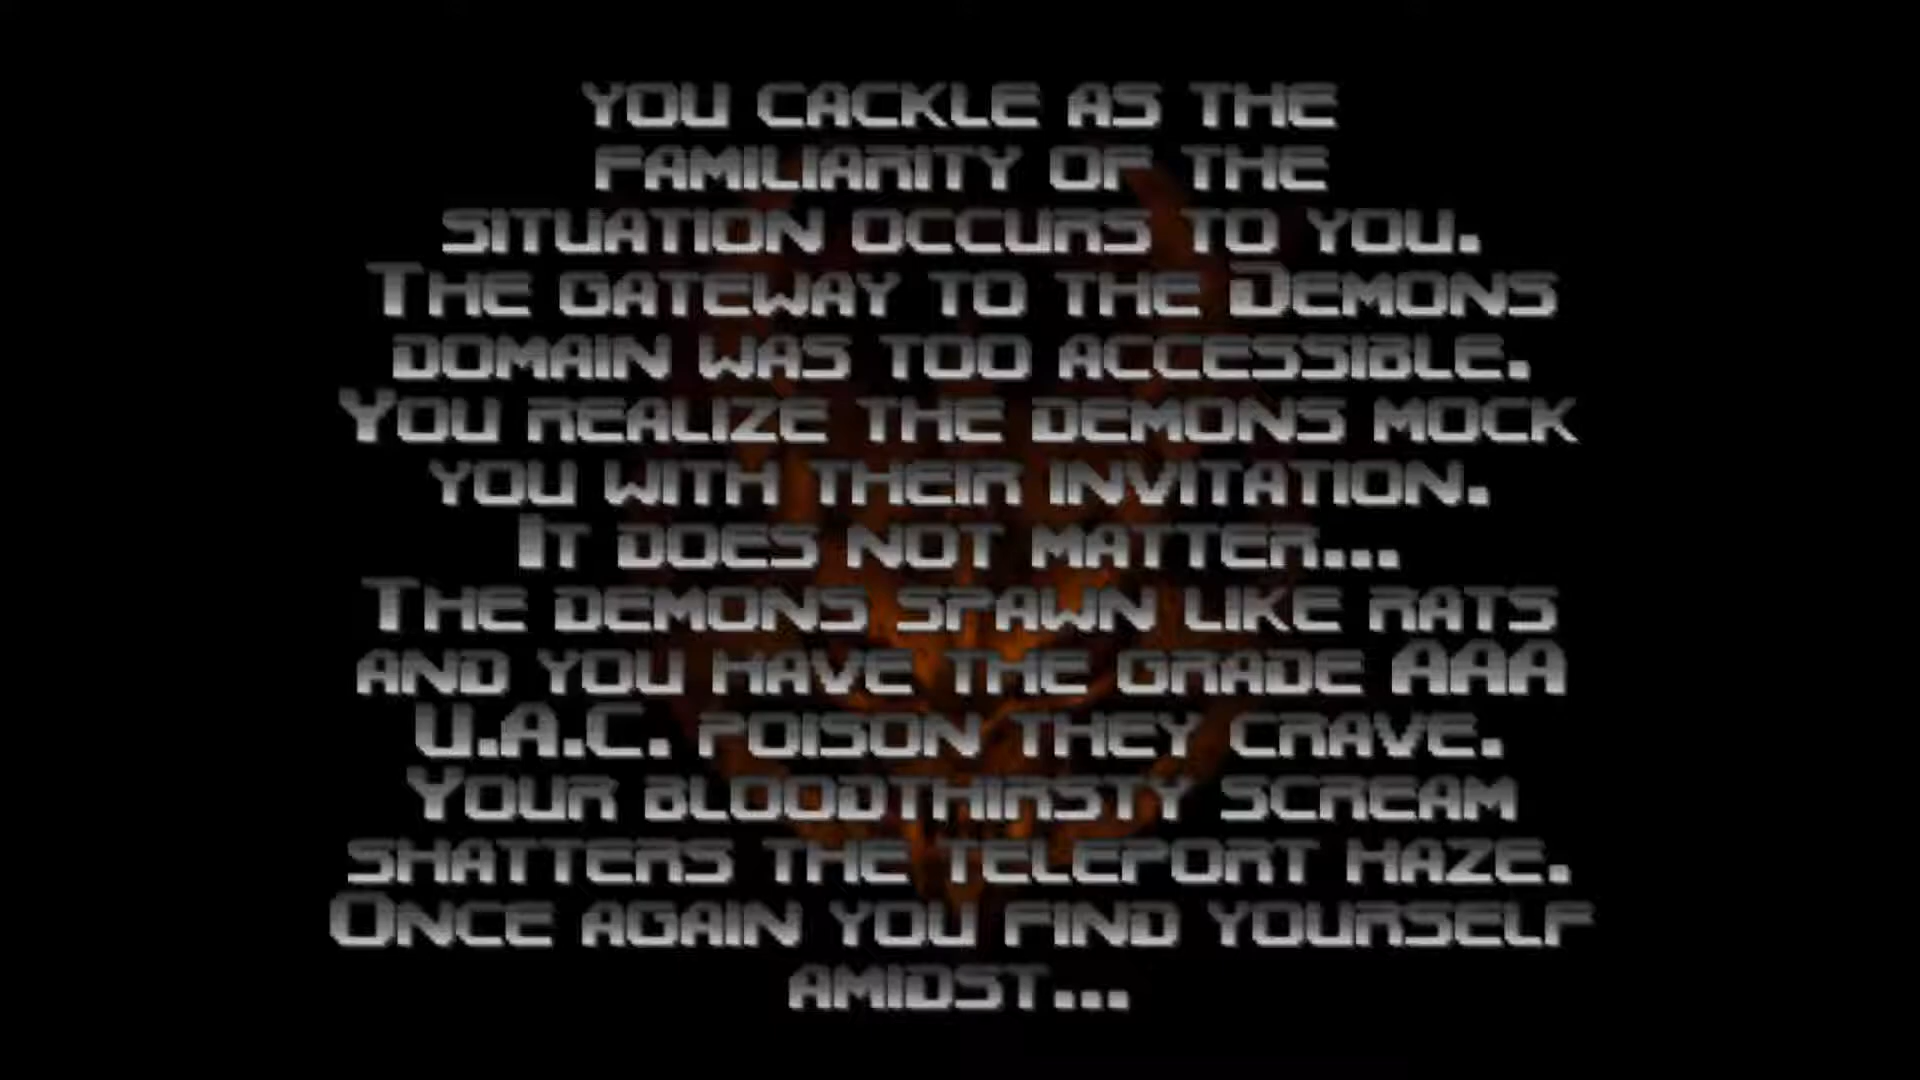 you cackle as the
familiarity of the
situation occurs to you.
The gateway to the Demons
domain was too accessible.
You realize the demons mock
you with their invitation.
It does not matter...
The demons spawn like rats
and you have the grade AAA
U.A.C. poison they crave.
Your bloodthirsty scream
shatters the teleport haze.
Once again you find yourself
amidst...